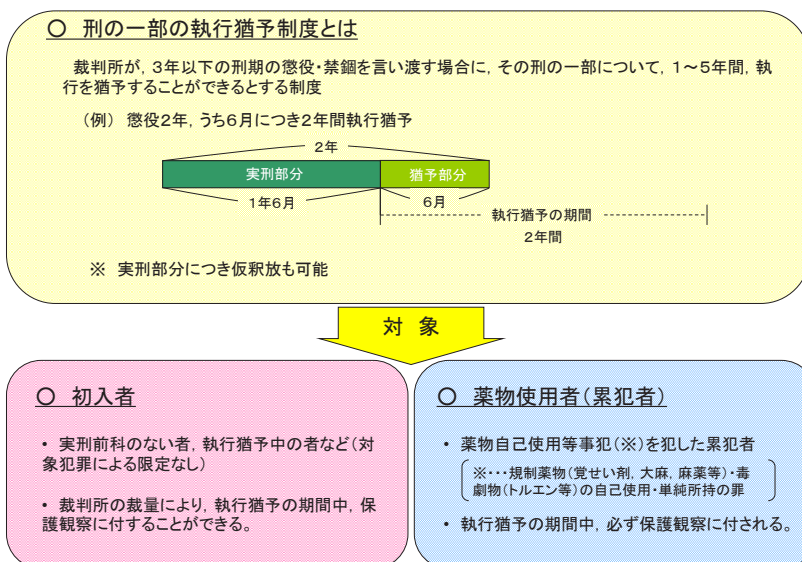 ○ 刑の一部の執行猶予制度とは
裁判所が，3年以下の刑期の懲役・禁錮を言い渡す場合に，その刑の一部について，1～5年間，執
行を猶予することができるとする制度
（例） 懲役2年，うち6月につき2年間執行猶予
2年
実刑部分
猶予部分
1年6月
6月
執行猶予の期間
2年間
※ 実刑部分につき仮釈放も可能
対 象
○ 初入者
・ 実刑前科のない者，執行猶予中の者など（対
象犯罪による限定なし）
・ 裁判所の裁量により，執行猶予の期間中，保
護観察に付することができる。
○ 薬物使用者（累犯者）
・ 薬物自己使用等事犯（※）を犯した累犯者
※・・・規制薬物（覚せい剤，大麻，麻薬等）・毒
劇物（トルエン等）の自己使用・単純所持の罪
・ 執行猶予の期間中，必ず保護観察に付される。